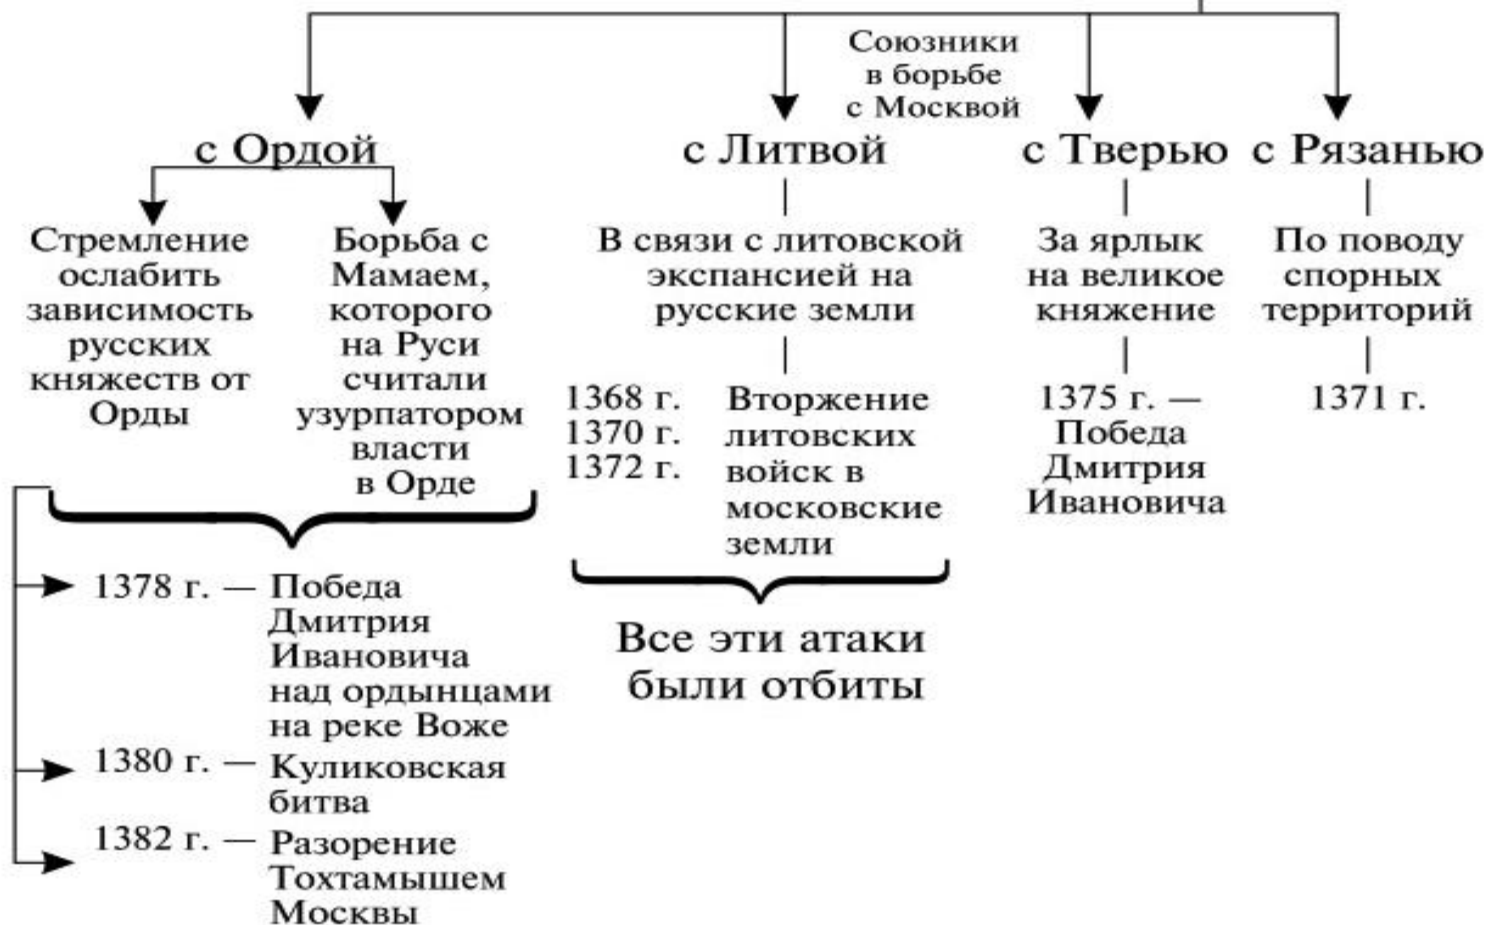 Союзники
в борьбе
с Москвой
с Ордой
Стремление
ослабить
зависимость
русских
княжеств от
Орды
Борьба с
Мамаем,
которого
на Руси
считали
узурпатором
власти
в Орде
1378 г. — Победа
Дмитрия
Ивановича
над ордынцами
на реке Воже
1380 г. — Куликовская
битва
1382 г. — Разорение
Тохтамышем
Москвы
с Литвой
В связи с литовской
экспансией на
русские земли
1368 г.
1370 г.
1372 г.
Вторжение
литовских
войск в
московские
земли
Все эти атаки
были отбиты
с Тверью
За ярлык
на великое
княжение
1375 г. —
Победа
Дмитрия
Ивановича
с Рязанью
По поводу
спорных
территорий
1371 г.